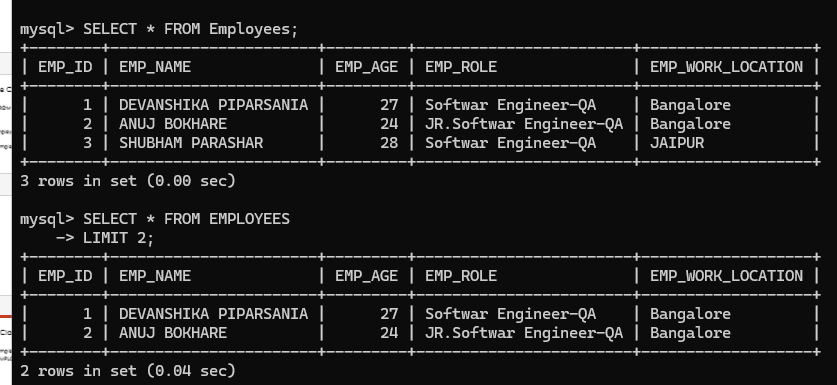 mysql> SELECT * FROM Employees;
+--------+-----------------------+---------+------------------------+-------------------+
| EMP_ID | EMP_NAME              | EMP_AGE | EMP_ROLE               | EMP_WORK_LOCATION |
+--------+-----------------------+---------+------------------------+-------------------+
|      1 | DEVANSHIKA PIPARSANIA |      27 | Softwar Engineer-QA    | Bangalore         |
|      2 | ANUJ BOKHARE          |      24 | JR.Softwar Engineer-QA | Bangalore         |
|      3 | SHUBHAM PARASHAR      |      28 | Softwar Engineer-QA    | JAIPUR            |
+--------+-----------------------+---------+------------------------+-------------------+
3 rows in set (0.00 sec)
mysql> SELECT * FROM EMPLOYEES
    -> LIMIT 2;
+--------+-----------------------+---------+------------------------+-------------------+
| EMP_ID | EMP_NAME              | EMP_AGE | EMP_ROLE               | EMP_WORK_LOCATION |
+--------+-----------------------+---------+------------------------+-------------------+
|      1 | DEVANSHIKA PIPARSANIA |      27 | Softwar Engineer-QA    | Bangalore         |
|      2 | ANUJ BOKHARE          |      24 | JR.Softwar Engineer-QA | Bangalore         |
+--------+-----------------------+---------+------------------------+-------------------+
2 rows in set (0.04 sec)